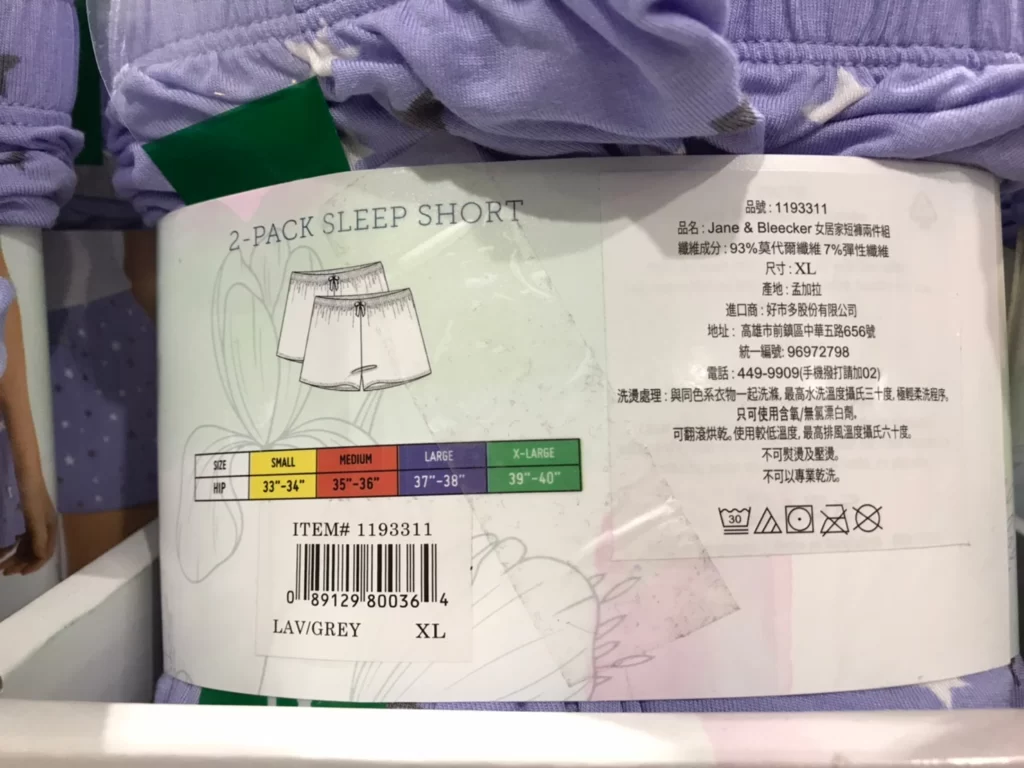 2-PACK SLEEP SHORT
SIZE SMALL MEDIUM LARGE X-LARGE
HIP 33"-34" 35"-36" 37"-38" 39"-40"
ITEM# 1193311
0 89129 80036 4
LAV/GREY XL
品號 : 1193311
品名 : Jane & Bleecker 女居家短褲兩件組
纖維成分 : 93%莫代爾纖維 7%彈性纖維
尺寸 : XL
產地 : 孟加拉
進口商 : 好市多股份有限公司
地址 : 高雄市前鎮區中華五路656號
統一編號: 96972798
電話 : 449-9909(手機撥打請加02)
洗燙處理 : 與同色系衣物一起洗滌, 最高水洗溫度攝氏三十度, 極輕柔洗程序,
只可使用含氧/無氯漂白劑,
可翻滾烘乾, 使用較低溫度, 最高排風溫度攝氏六十度,
不可熨燙及壓燙,
不可以專業乾洗.
30